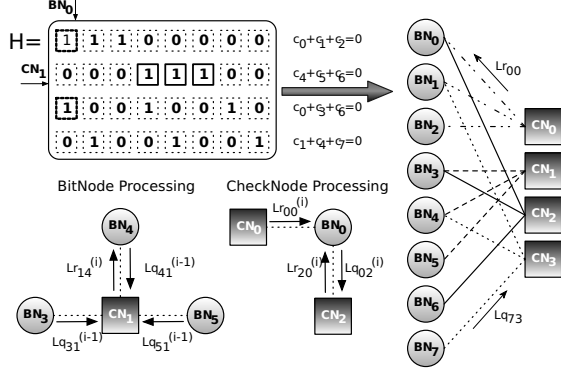 BN0
H= 1 1 1 0 0 0 0 0 0
CN1 0 0 0 1 1 1 0 0 0
1 0 0 1 0 0 1 0
0 1 0 0 1 0 0 1
c0+c1+c2=0
c4+c5+c6=0
c0+c3+c6=0
c1+c4+c7=0
BitNode Processing
BN4
Lr14(i)
Lq41(i-1)
BN3
CN1
BN5
Lq31(i-1)
Lq51(i-1)
CheckNode Processing
Lr00(i)
CN0
BN0
Lr20(i)
Lq02(i)
CN2
BN0
BN1
BN2
BN3
BN4
BN5
BN6
BN7
Lr00
CN0
CN1
CN2
CN3
Lq73